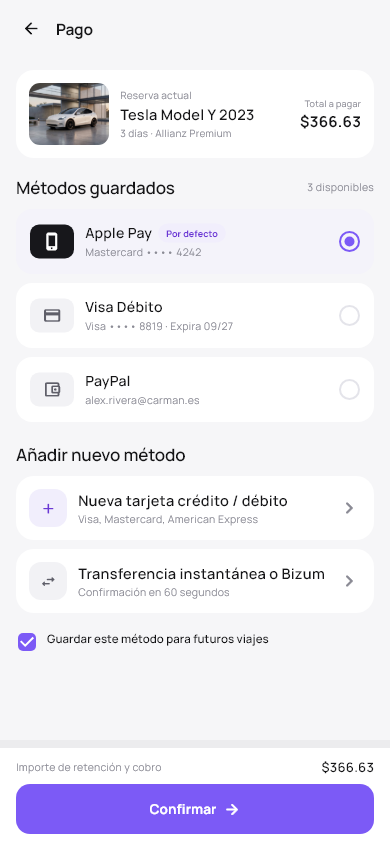 Pago
Reserva actual
Tesla Model Y 2023
3 días · Allianz Premium
Total a pagar
$366.63
Métodos guardados
3 disponibles
Apple Pay
Por defecto
Mastercard •••• 4242
Visa Débito
Visa •••• 8819 · Expira 09/27
PayPal
alex.rivera@carman.es
Añadir nuevo método
Nueva tarjeta crédito / débito
Visa, Mastercard, American Express
Transferencia instantánea o Bizum
Confirmación en 60 segundos
Guardar este método para futuros viajes
Importe de retención y cobro
$366.63
Confirmar